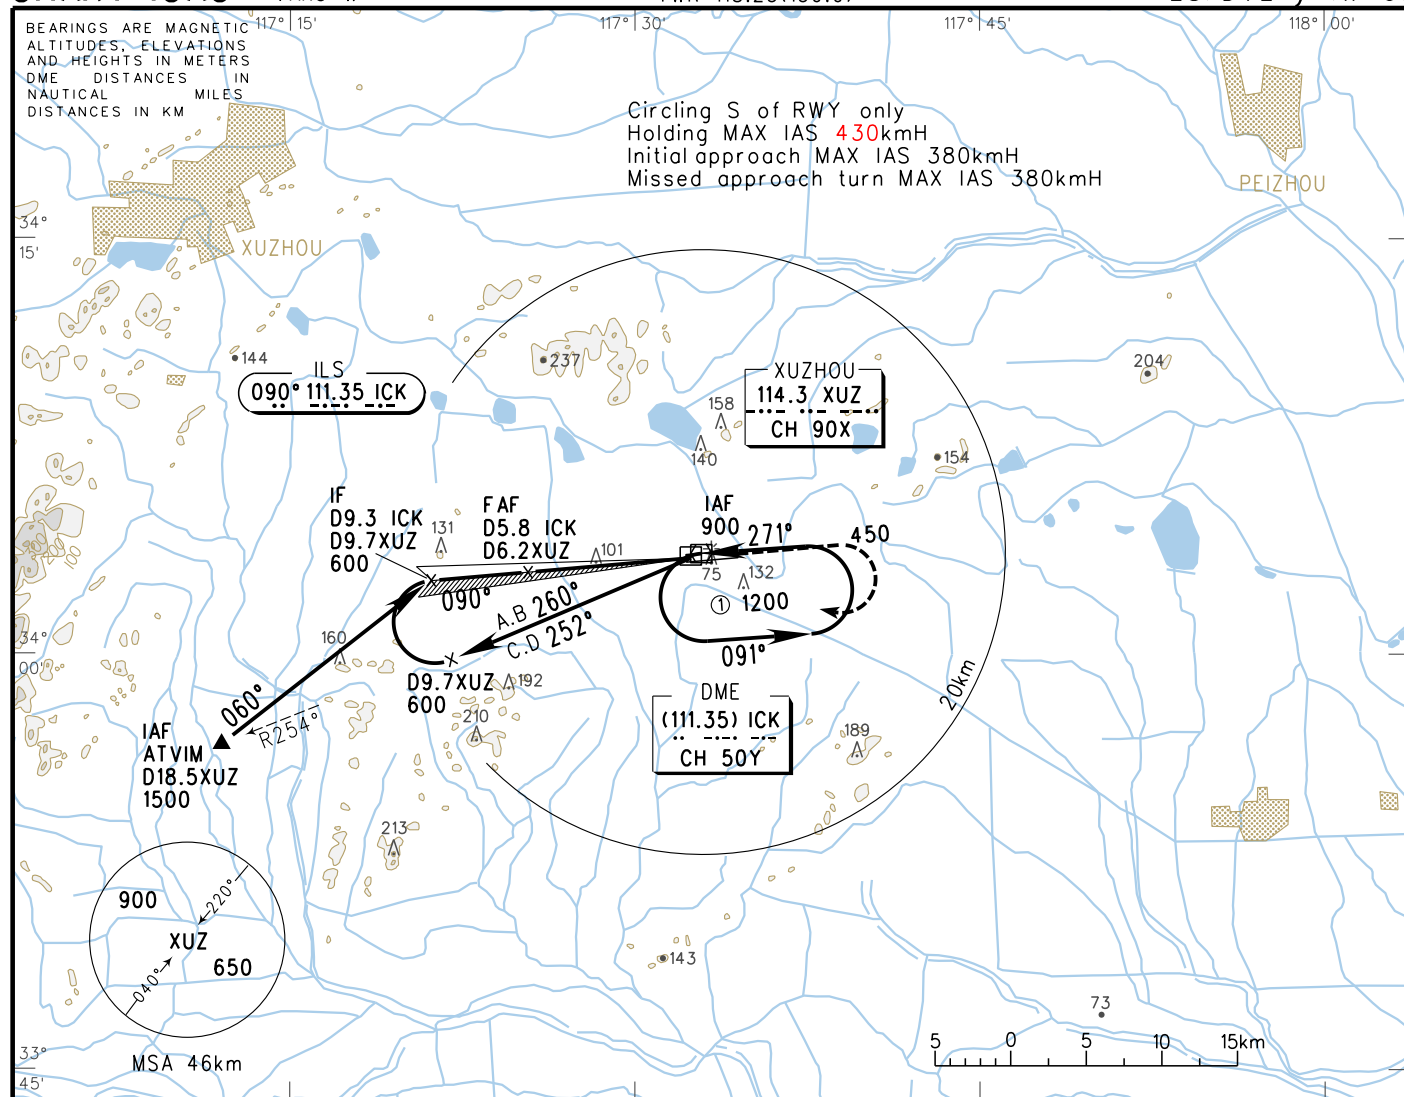 117°15'
117°30'
117°45'
118°00'
BEARINGS ARE MAGNETIC
ALTITUDES, ELEVATIONS
AND HEIGHTS IN METERS
DME DISTANCES IN
NAUTICAL MILES
DISTANCES IN KM
Circling S of RWY only
Holding MAX IAS 430kmH
Initial approach MAX IAS 380kmH
Missed approach turn MAX IAS 380kmH
PEIZHOU
XUZHOU
34°
15'
144
237
204
ILS
090° 111.35 ICK
XUZHOU
114.3 XUZ
CH 90X
158
140
154
IF
D9.3 ICK
D9.7XUZ
600
131
FAF
D5.8 ICK
D6.2XUZ
101
IAF
900
271°
450
75
132
090°
A.B 260°
C.D 252°
① 1200
091°
34°
00'
160
D9.7XUZ
600
192
210
060°
R254°
IAF
ATVIM
D18.5XUZ
1500
DME
(111.35) ICK
CH 50Y
189
20km
213
900
220°
XUZ
650
040°
MSA 46km
143
73
5 0 5 10 15km
33°
45'